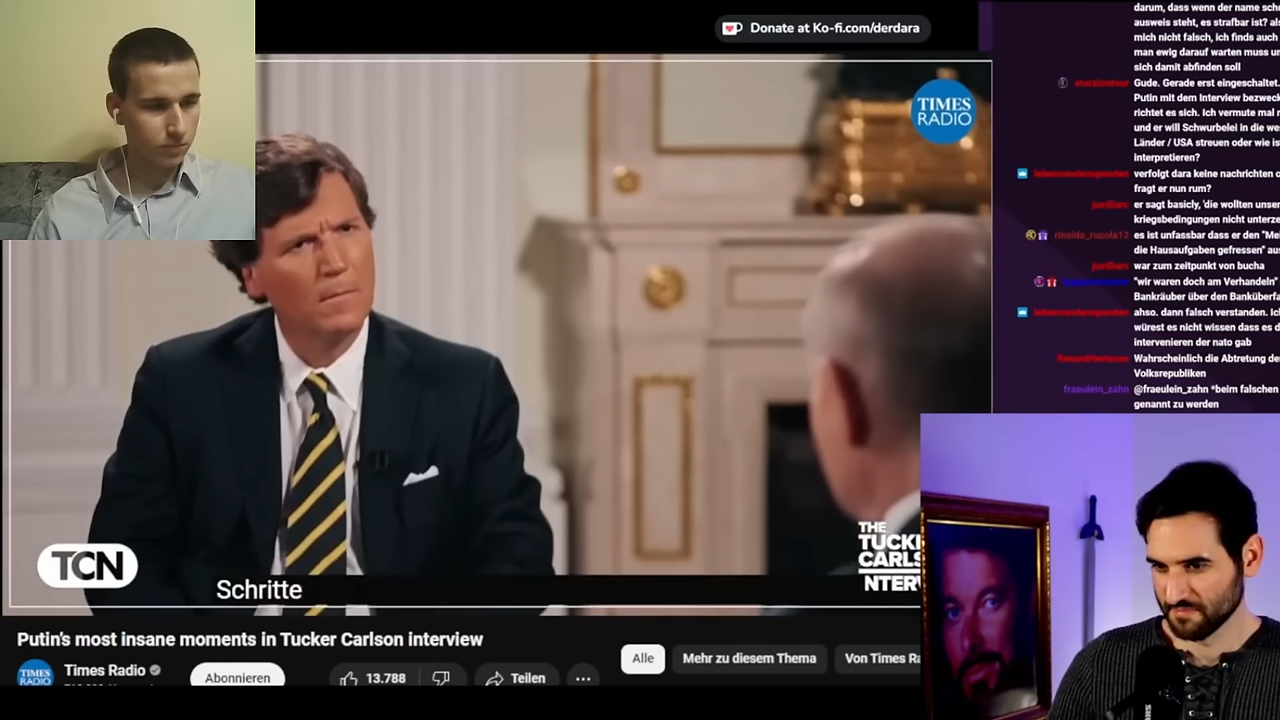 Donate at Ko-fi.com/derdara
TIMES
RADIO
darum, dass wenn der name scho
ausweis steht, es strafbar ist? als
mich nicht falsch, ich finds auch
man ewig darauf warten muss un
sich damit abfinden soll
Gude. Gerade erst eingeschaltet.
Putin mit dem Interview bezweck
richtet es sich. Ich vermute mal
und er will Schwurbelei in die we
Länder / USA streuen oder wie is
interpretieren?
verfolgt dara keine nachrichten o
fragt er nun rum?
justDarc er sagt basicly, 'die wollten unser
kriegsbedingungen nicht unterze
rinaldo_rucola12 es ist unfassbar dass er den "Mei
die Hausaufgaben gefressen" aus
justDarc war zum zeitpunkt von bucha
"wir waren doch am Verhandeln"
Bankräuber über den Banküberfa
ahso. dann falsch verstanden. ich
würest es nicht wissen dass es d
intervenieren der nato gab
Wahrscheinlich die Abtretung de
Volksrepubliken
fraeulein_zahn @fraeulein_zahn *beim falschen
genannt zu werden
THE
TUCK
CARLS
NTERV
TCN
Schritte
Putin's most insane moments in Tucker Carlson interview
TIMES
RADIO
Times Radio
Abonnieren
13.788
Teilen
Alle
Mehr zu diesem Thema
Von Times Ra